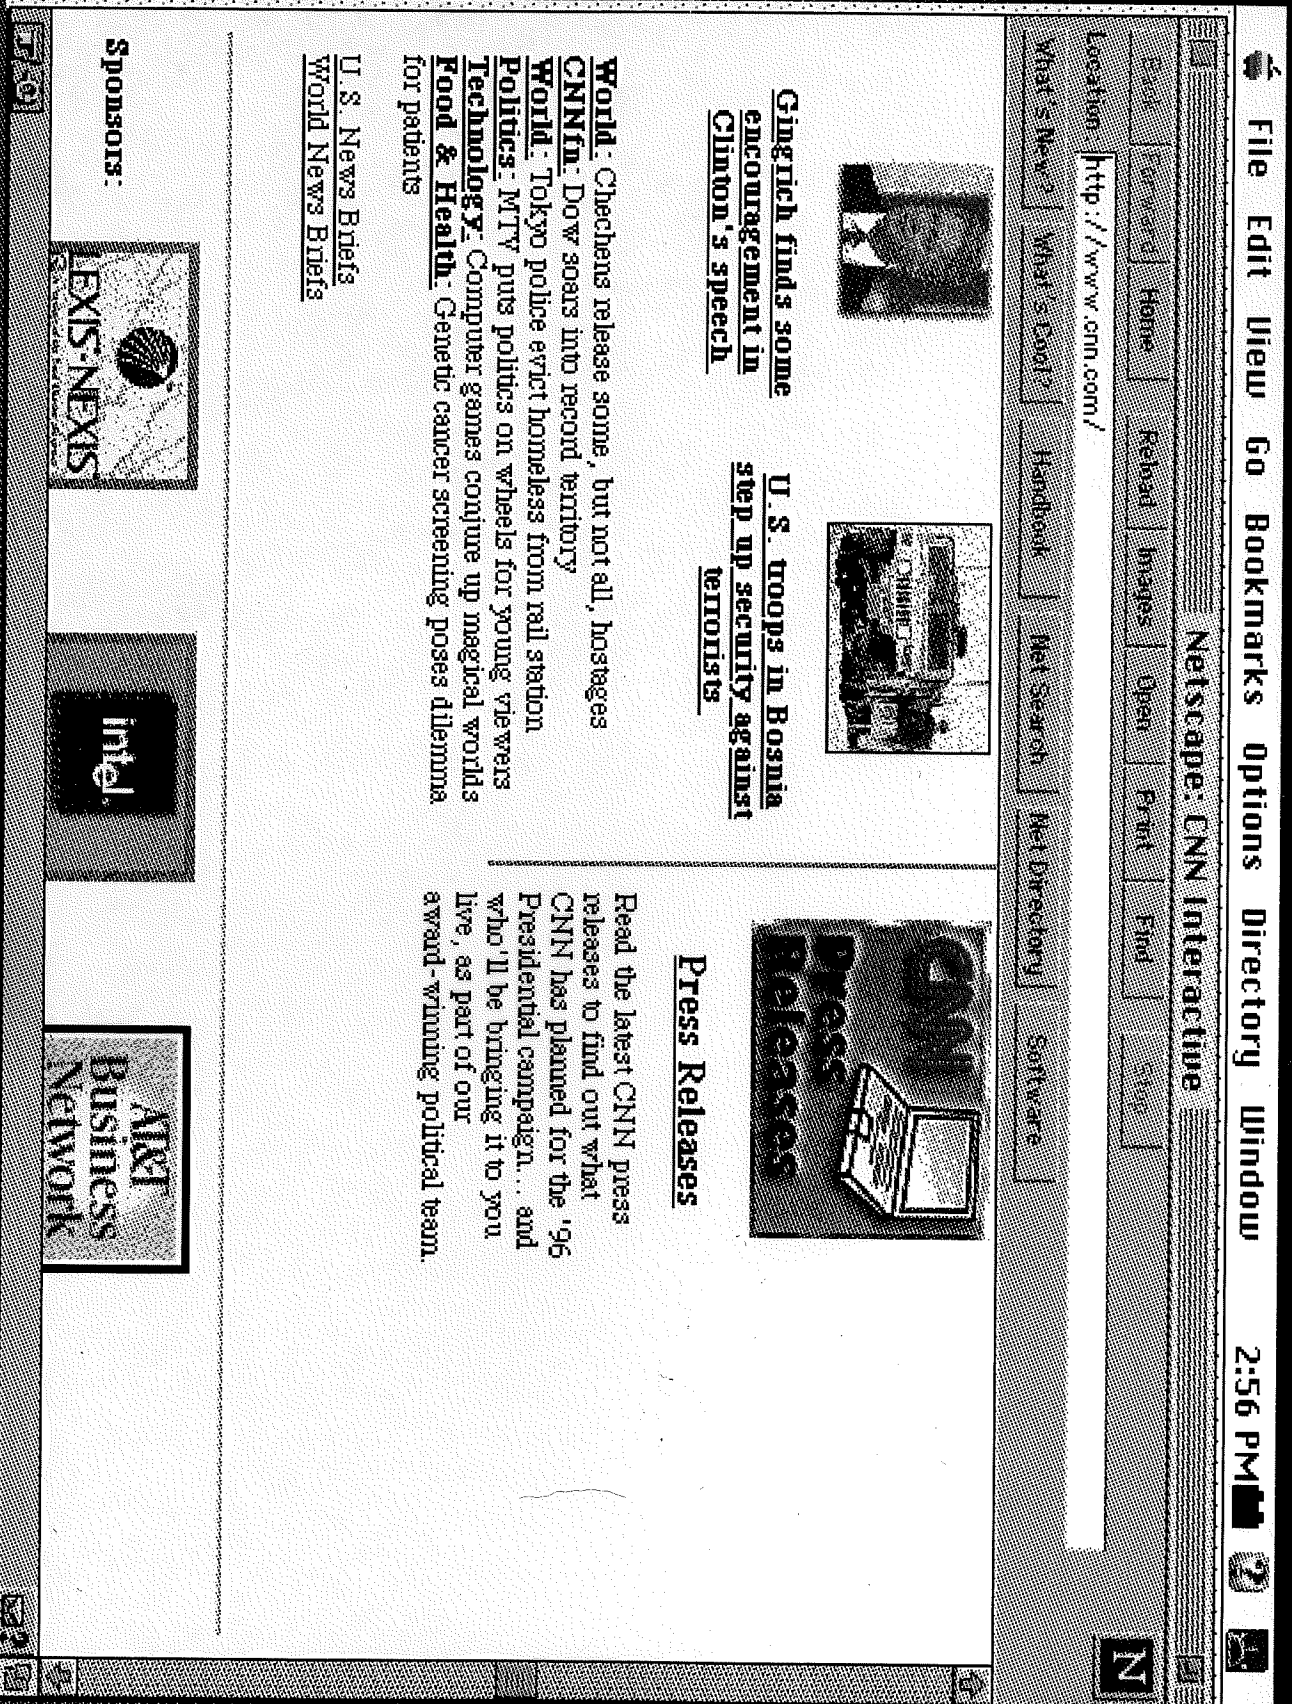 File Edit View Go Bookmarks Options Directory Window 2:56 PM
Netscape: CNN Interactive
Back Forward Home Reload Images Open Print Find Stop
Location: http://www.cnn.com/
What's New? What's Cool? Handbook Net Search Net Directory Software
N
Gingrich finds some
encouragement in
Clinton's speech
U.S. troops in Bosnia
step up security against
terrorists
World: Chechens release some, but not all, hostages
CNNfn: Dow soars into record territory
World: Tokyo police evict homeless from rail station
Politics: MTV puts politics on wheels for young viewers
Technology: Computer games conjure up magical worlds
Food & Health: Genetic cancer screening poses dilemma
for patients
U.S. News Briefs
World News Briefs
CNN
Press
Releases
Press Releases
Read the latest CNN press
releases to find out what
CNN has planned for the '96
Presidential campaign... and
who'll be bringing it to you
live, as part of our
award-winning political team.
Sponsors:
LEXIS·NEXIS
intel.
AT&T
Business
Network